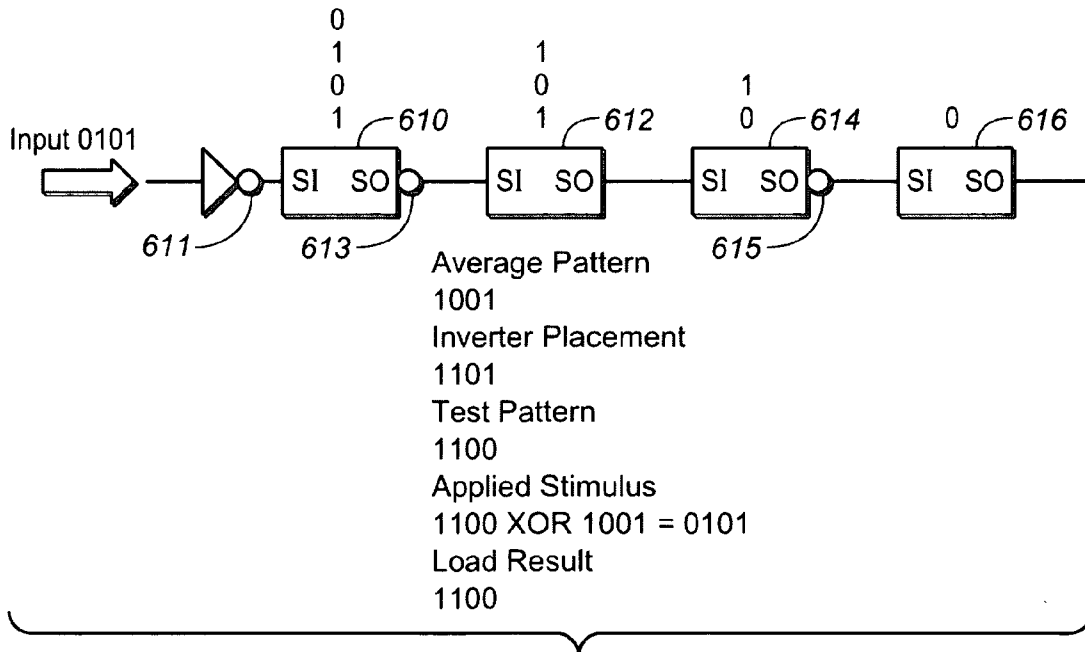 0
1
0
1
1
0
1
1
0
0
610
612
614
616
Input 0101
SI SO
SI SO
SI SO
SI SO
611
613
615
Average Pattern
1001
Inverter Placement
1101
Test Pattern
1100
Applied Stimulus
1100 XOR 1001 = 0101
Load Result
1100